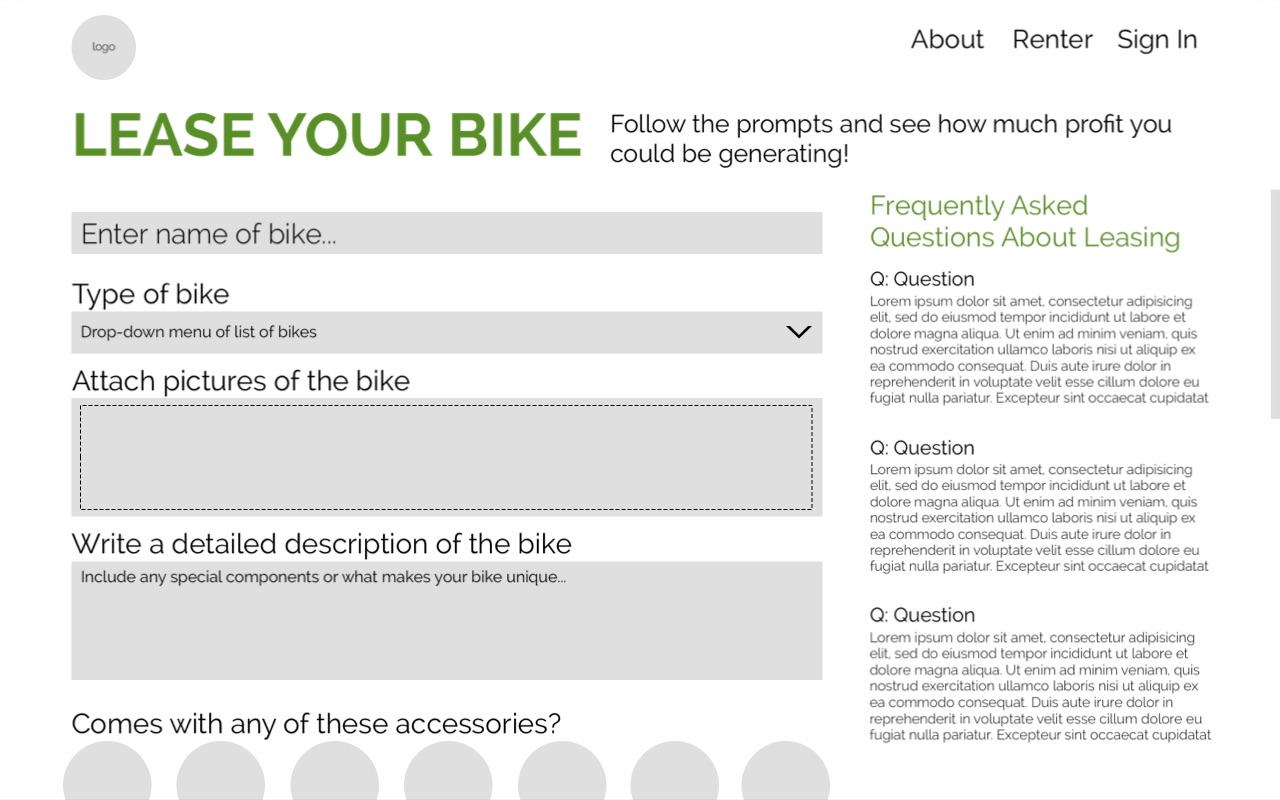 logo
About Renter Sign In
LEASE YOUR BIKE
Follow the prompts and see how much profit you
could be generating!
Enter name of bike...
Type of bike
Drop-down menu of list of bikes
Attach pictures of the bike
Write a detailed description of the bike
Include any special components or what makes your bike unique...
Comes with any of these accessories?
Frequently Asked
Questions About Leasing
Q: Question
Lorem ipsum dolor sit amet, consectetur adipisicing
elit, sed do eiusmod tempor incididunt ut labore et
dolore magna aliqua. Ut enim ad minim veniam, quis
nostrud exercitation ullamco laboris nisi ut aliquip ex
ea commodo consequat. Duis aute irure dolor in
reprehenderit in voluptate velit esse cillum dolore eu
fugiat nulla pariatur. Excepteur sint occaecat cupidatat
Q: Question
Lorem ipsum dolor sit amet, consectetur adipisicing
elit, sed do eiusmod tempor incididunt ut labore et
dolore magna aliqua. Ut enim ad minim veniam, quis
nostrud exercitation ullamco laboris nisi ut aliquip ex
ea commodo consequat. Duis aute irure dolor in
reprehenderit in voluptate velit esse cillum dolore eu
fugiat nulla pariatur. Excepteur sint occaecat cupidatat
Q: Question
Lorem ipsum dolor sit amet, consectetur adipisicing
elit, sed do eiusmod tempor incididunt ut labore et
dolore magna aliqua. Ut enim ad minim veniam, quis
nostrud exercitation ullamco laboris nisi ut aliquip ex
ea commodo consequat. Duis aute irure dolor in
reprehenderit in voluptate velit esse cillum dolore eu
fugiat nulla pariatur. Excepteur sint occaecat cupidatat